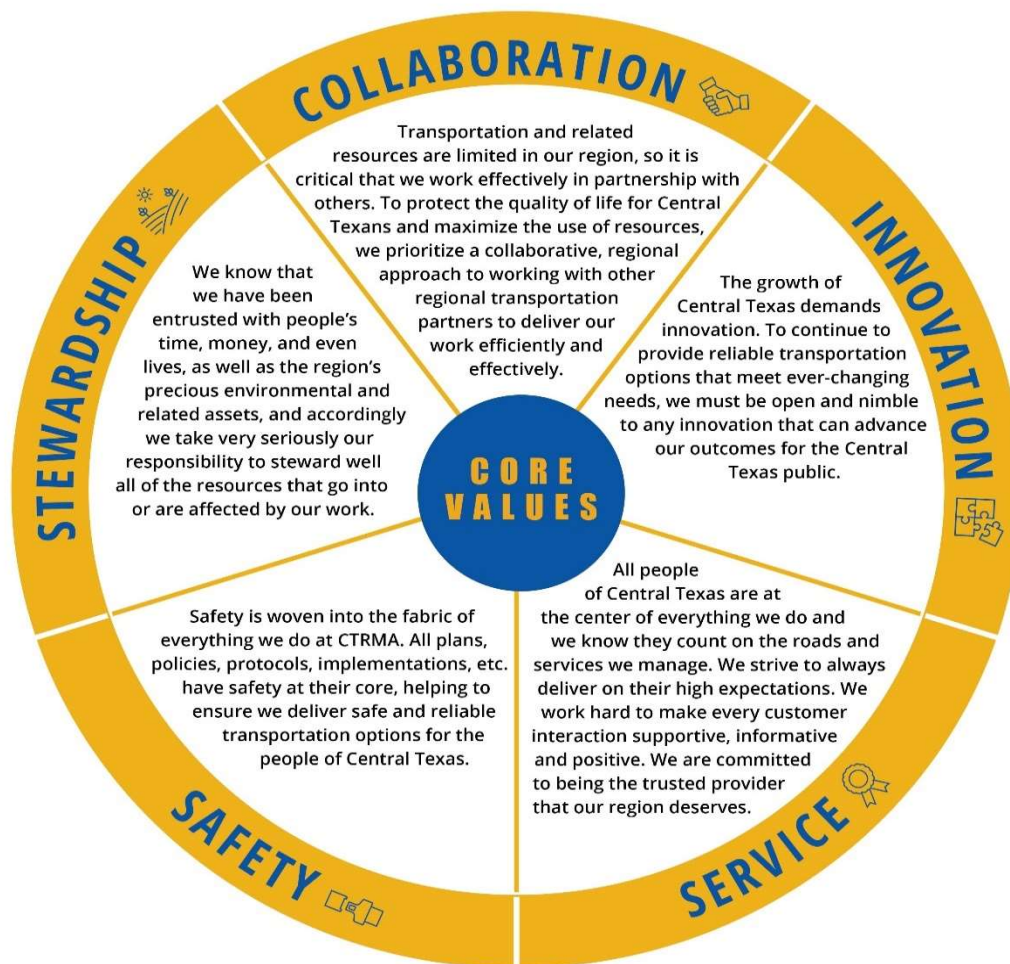 COLLABORATION
Transportation and related
resources are limited in our region, so it is
critical that we work effectively in partnership with
others. To protect the quality of life for Central
Texans and maximize the use of resources,
we prioritize a collaborative, regional
approach to working with other
regional transportation
partners to deliver our
work efficiently and
effectively.
INNOVATION
The growth of
Central Texas demands
innovation. To continue to
provide reliable transportation
options that meet ever-changing
needs, we must be open and nimble
to any innovation that can advance
our outcomes for the Central
Texas public.
SERVICE
All people
of Central Texas are at
the center of everything we do and
we know they count on the roads and
services we manage. We strive to always
deliver on their high expectations. We
work hard to make every customer
interaction supportive, informative
and positive. We are committed
to being the trusted provider
that our region deserves.
SAFETY
Safety is woven into the fabric of
everything we do at CTRMA. All plans,
policies, protocols, implementations, etc.
have safety at their core, helping to
ensure we deliver safe and reliable
transportation options for the
people of Central Texas.
STEWARDSHIP
We know that
we have been
entrusted with people's
time, money, and even
lives, as well as the region's
precious environmental and
related assets, and accordingly
we take very seriously our
responsibility to steward well
all of the resources that go into
or are affected by our work.
CORE
VALUES